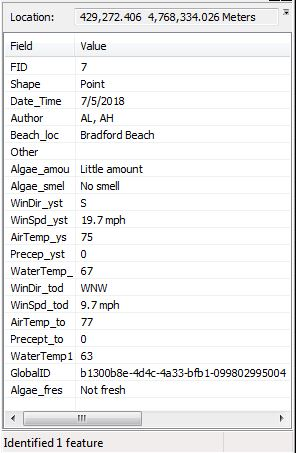 Location: 429,272.406 4,768,334.026 Meters
Field Value
FID 7
Shape Point
Date_Time 7/5/2018
Author AL, AH
Beach_loc Bradford Beach
Other
Algae_amou Little amount
Algae_smel No smell
WinDir_yst S
WinSpd_yst 19.7 mph
AirTemp_ys 75
Precep_yst 0
WaterTemp_ 67
WinDir_tod WNW
WinSpd_tod 9.7 mph
AirTemp_to 77
Precept_to 0
WaterTemp1 63
GlobalID b1300b8e-4d4c-4a33-bfb1-099802995004
Algae_fres Not fresh
Identified 1 feature